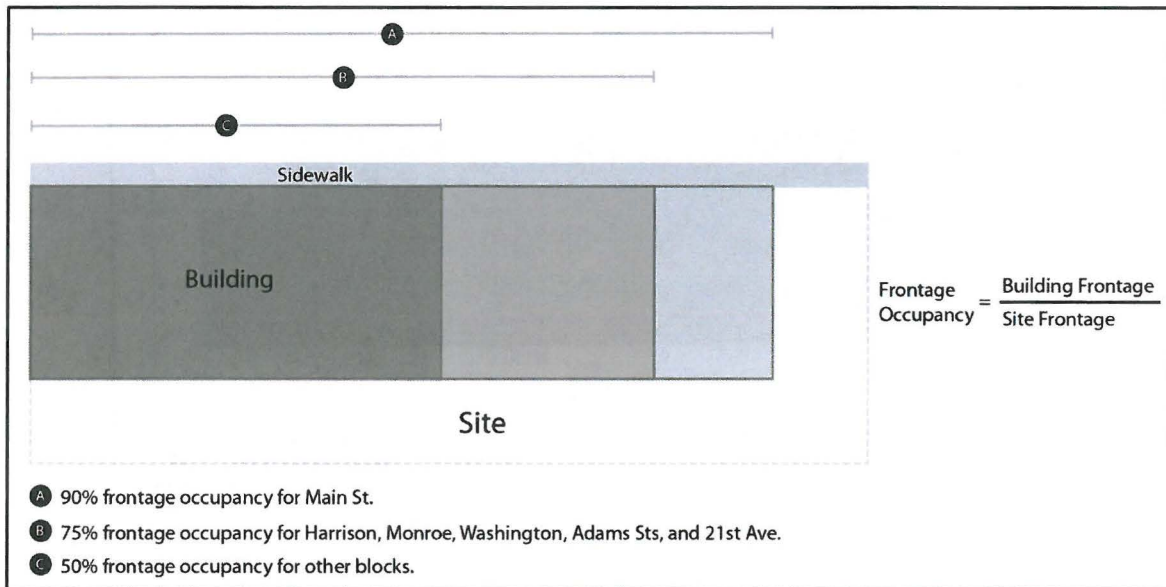 A
B
C
Sidewalk
Building
Frontage Occupancy = Building Frontage / Site Frontage
Site
A 90% frontage occupancy for Main St.
B 75% frontage occupancy for Harrison, Monroe, Washington, Adams Sts, and 21st Ave.
C 50% frontage occupancy for other blocks.